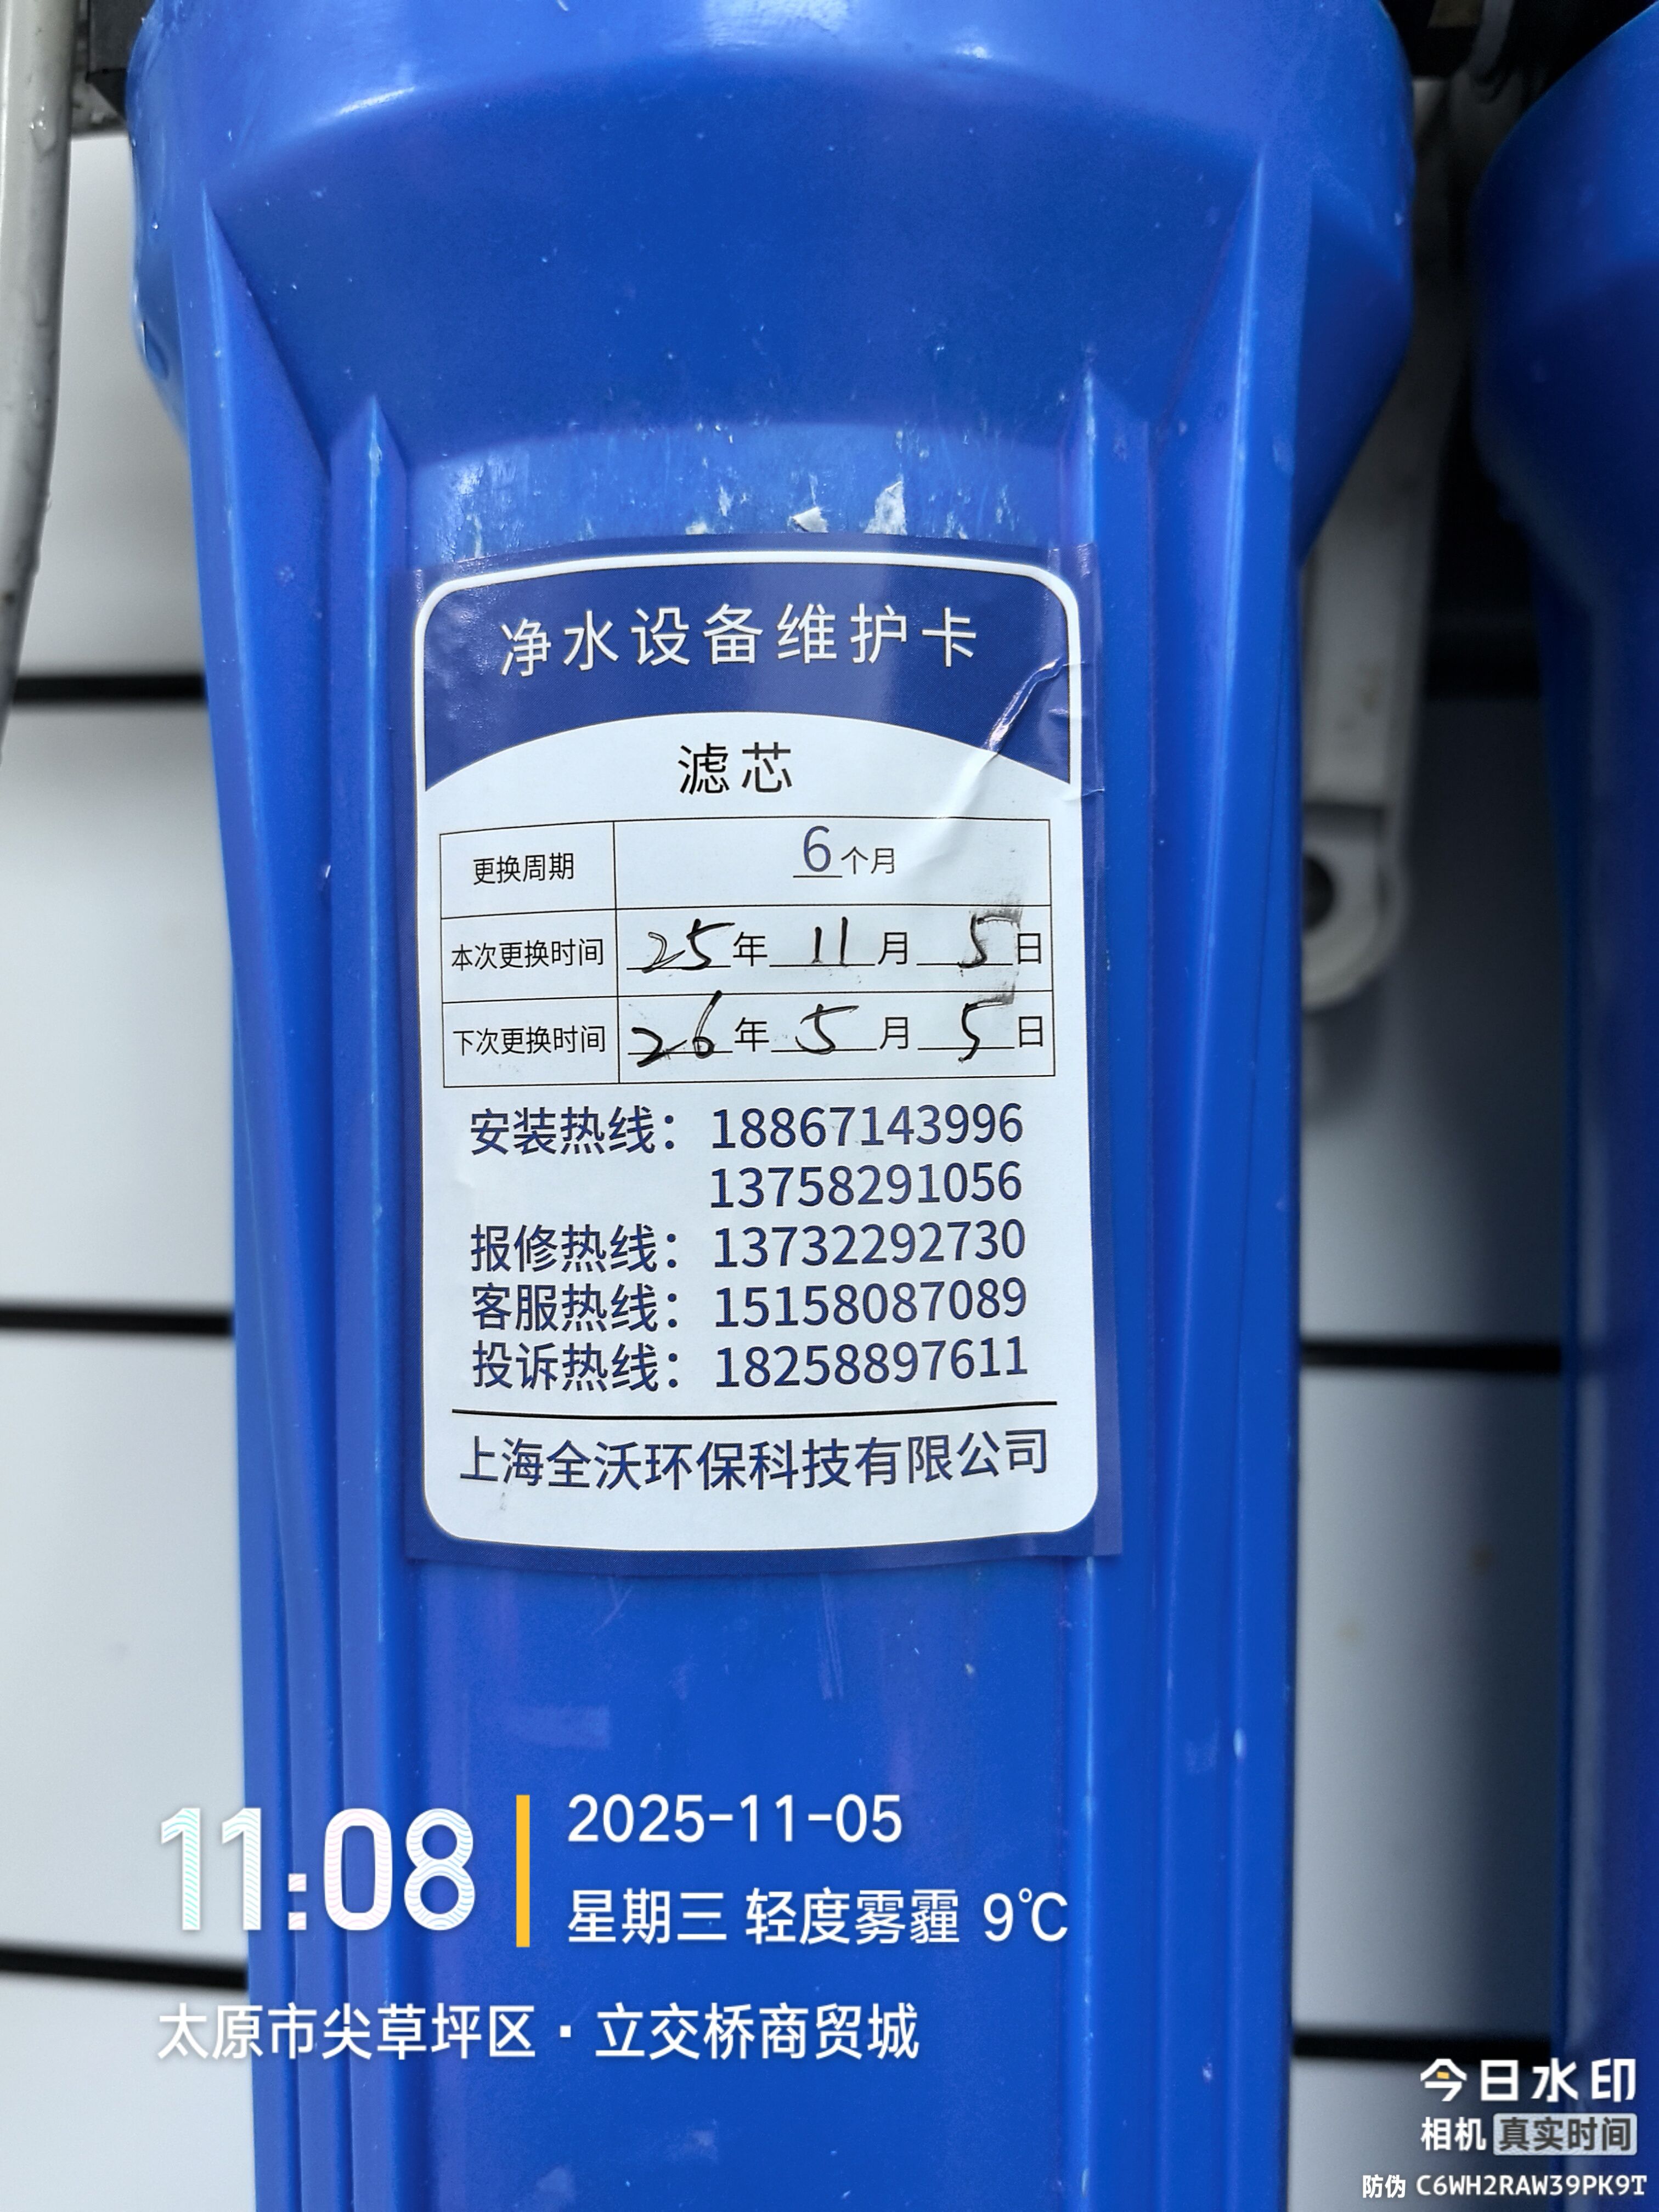 净水设备维护卡
滤芯
更换周期 6个月
本次更换时间 25年11月5日
下次更换时间 26年5月5日
安装热线：18867143996
13758291056
报修热线：13732292730
客服热线：15158087089
投诉热线：18258897611
上海全沃环保科技有限公司
11:08
2025-11-05
星期三 轻度雾霾 9℃
太原市尖草坪区·立交桥商贸城
今日水印
相机 真实时间
防伪 C6WH2RAW39PK9T